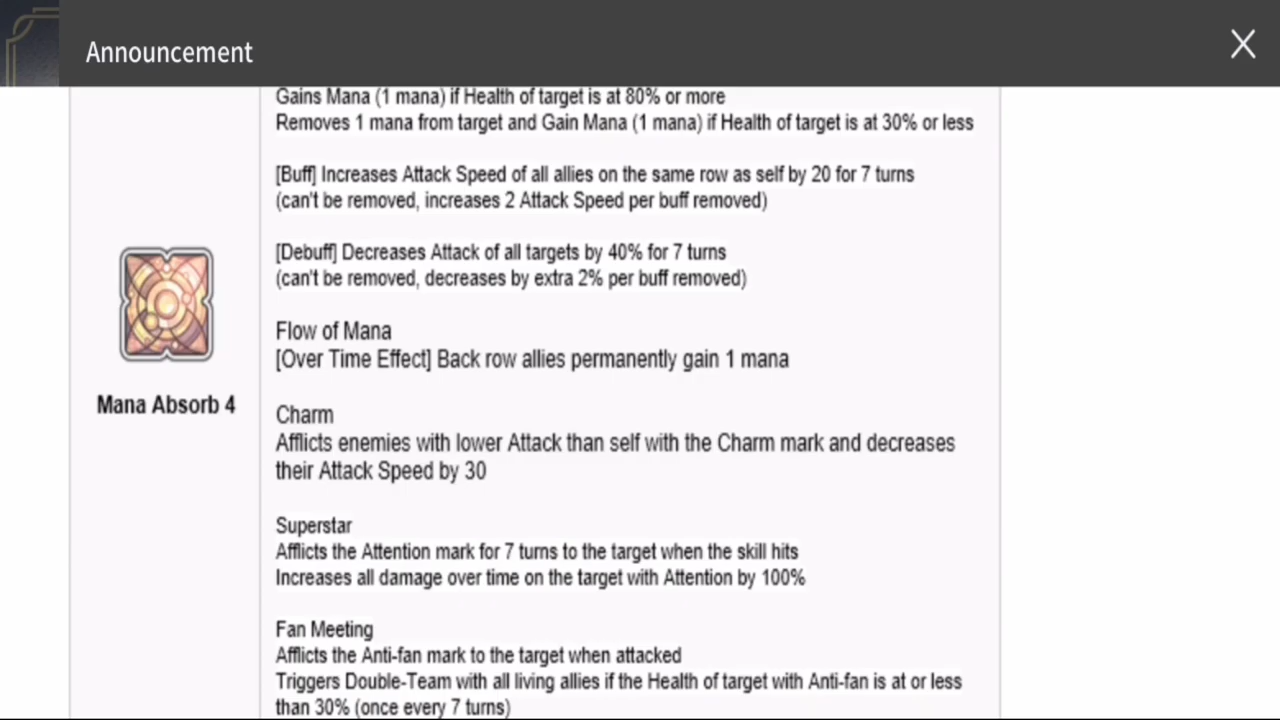 Announcement
Gains Mana (1 mana) if Health of target is at 80% or more
Removes 1 mana from target and Gain Mana (1 mana) if Health of target is at 30% or less
[Buff] Increases Attack Speed of all allies on the same row as self by 20 for 7 turns
(can't be removed, increases 2 Attack Speed per buff removed)
[Debuff] Decreases Attack of all targets by 40% for 7 turns
(can't be removed, decreases by extra 2% per buff removed)
Flow of Mana
[Over Time Effect] Back row allies permanently gain 1 mana
Mana Absorb 4
Charm
Afflicts enemies with lower Attack than self with the Charm mark and decreases
their Attack Speed by 30
Superstar
Afflicts the Attention mark for 7 turns to the target when the skill hits
Increases all damage over time on the target with Attention by 100%
Fan Meeting
Afflicts the Anti-fan mark to the target when attacked
Triggers Double-Team with all living allies if the Health of target with Anti-fan is at or less
than 30% (once every 7 turns)